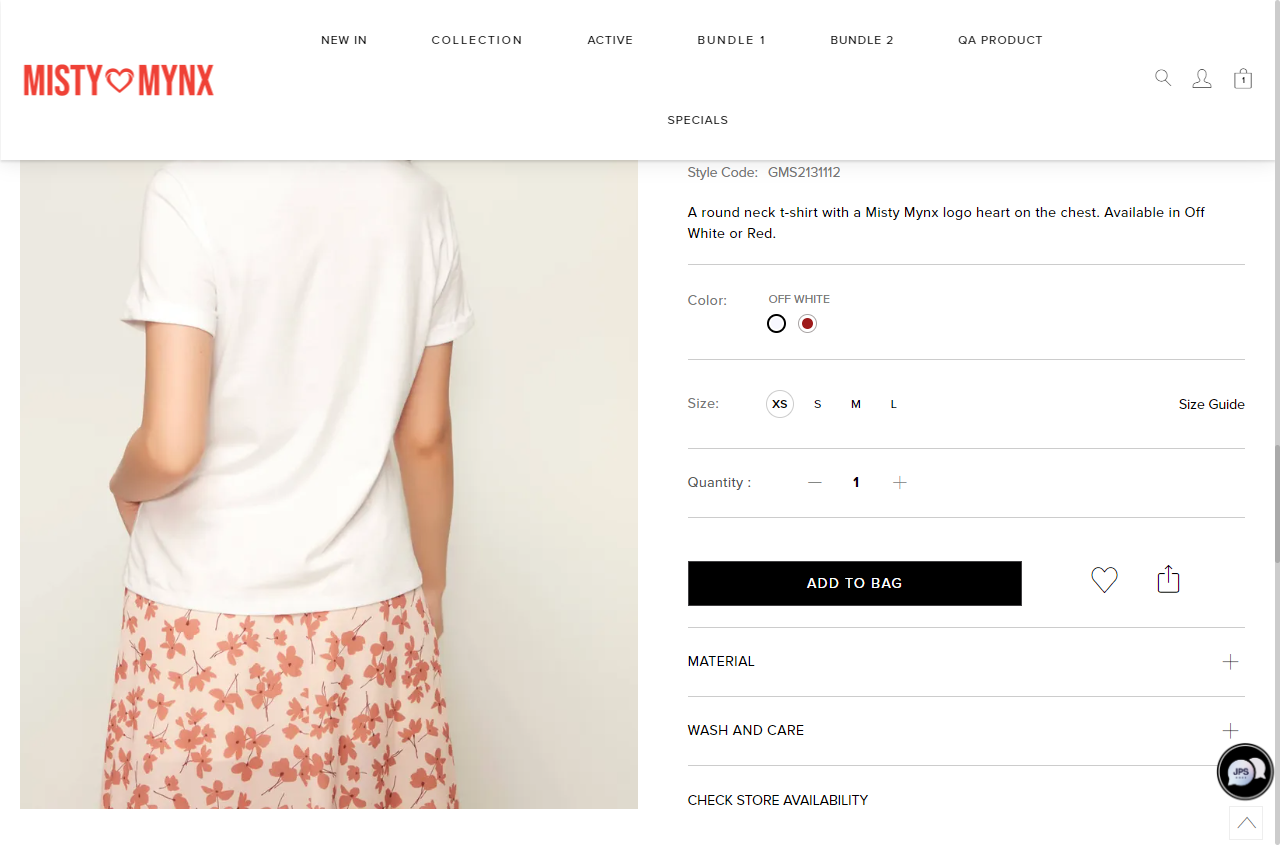 NEW IN
COLLECTION
ACTIVE
BUNDLE 1
BUNDLE 2
QA PRODUCT
MISTY MYNX
1
SPECIALS
Style Code: GMS2131112
A round neck t-shirt with a Misty Mynx logo heart on the chest. Available in Off
White or Red.
Color: OFF WHITE
Size: XS S M L Size Guide
Quantity : 1
ADD TO BAG
MATERIAL
WASH AND CARE
JPS
CHECK STORE AVAILABILITY